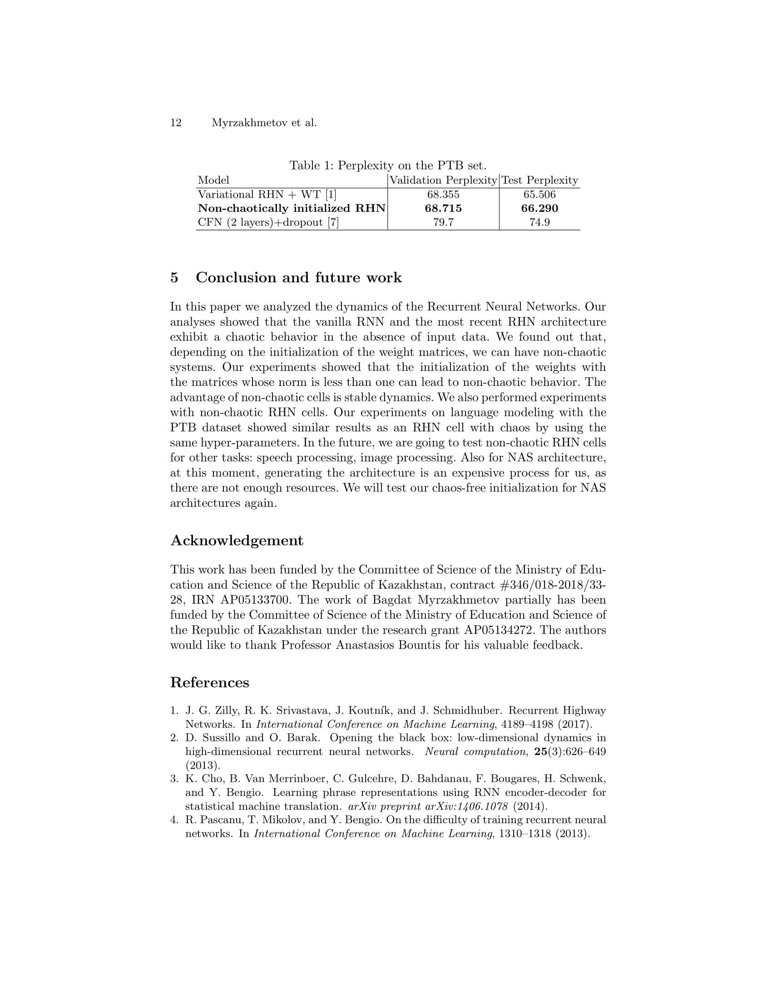 12 Myrzakhmetov et al.
Table 1: Perplexity on the PTB set.
Model Validation Perplexity Test Perplexity
Variational RHN + WT [1] 68.355 65.506
Non-chaotically initialized RHN 68.715 66.290
CFN (2 layers)+dropout [7] 79.7 74.9
5 Conclusion and future work
In this paper we analyzed the dynamics of the Recurrent Neural Networks. Our
analyses showed that the vanilla RNN and the most recent RHN architecture
exhibit a chaotic behavior in the absence of input data. We found out that,
depending on the initialization of the weight matrices, we can have non-chaotic
systems. Our experiments showed that the initialization of the weights with
the matrices whose norm is less than one can lead to non-chaotic behavior. The
advantage of non-chaotic cells is stable dynamics. We also performed experiments
with non-chaotic RHN cells. Our experiments on language modeling with the
PTB dataset showed similar results as an RHN cell with chaos by using the
same hyper-parameters. In the future, we are going to test non-chaotic RHN cells
for other tasks: speech processing, image processing. Also for NAS architecture,
at this moment, generating the architecture is an expensive process for us, as
there are not enough resources. We will test our chaos-free initialization for NAS
architectures again.
Acknowledgement
This work has been funded by the Committee of Science of the Ministry of Edu-
cation and Science of the Republic of Kazakhstan, contract #346/018-2018/33-
28, IRN AP05133700. The work of Bagdat Myrzakhmetov partially has been
funded by the Committee of Science of the Ministry of Education and Science of
the Republic of Kazakhstan under the research grant AP05134272. The authors
would like to thank Professor Anastasios Bountis for his valuable feedback.
References
1. J. G. Zilly, R. K. Srivastava, J. Koutník, and J. Schmidhuber. Recurrent Highway
Networks. In International Conference on Machine Learning, 4189–4198 (2017).
2. D. Sussillo and O. Barak. Opening the black box: low-dimensional dynamics in
high-dimensional recurrent neural networks. Neural computation, 25(3):626–649
(2013).
3. K. Cho, B. Van Merrinboer, C. Gulcehre, D. Bahdanau, F. Bougares, H. Schwenk,
and Y. Bengio. Learning phrase representations using RNN encoder-decoder for
statistical machine translation. arXiv preprint arXiv:1406.1078 (2014).
4. R. Pascanu, T. Mikolov, and Y. Bengio. On the difficulty of training recurrent neural
networks. In International Conference on Machine Learning, 1310–1318 (2013).